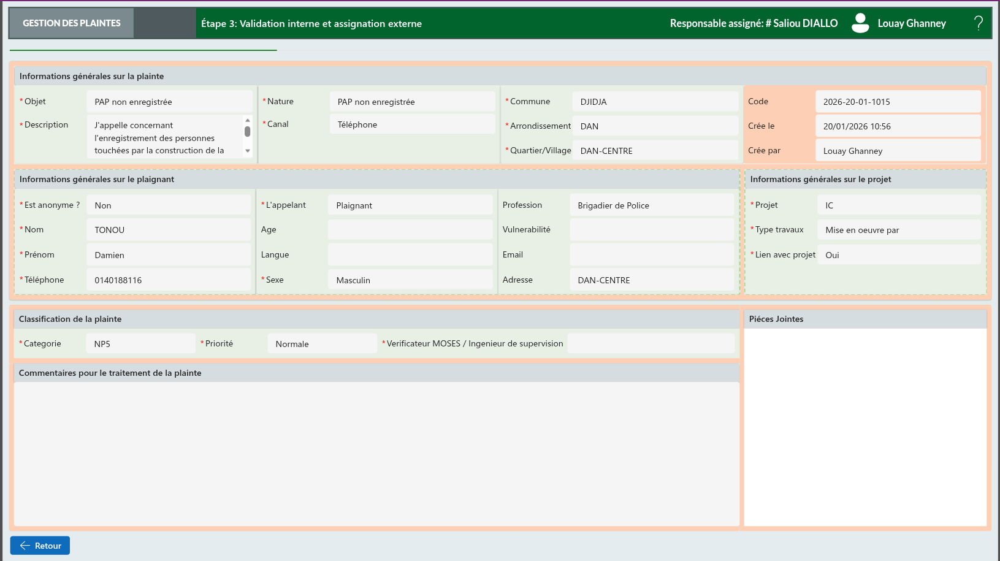 GESTION DES PLAINTES
Étape 3: Validation interne et assignation externe
Responsable assigné: # Saliou DIALLO
Louay Ghanney
?
Informations générales sur la plainte
* Objet PAP non enregistrée
* Description J'appelle concernant
l'enregistrement des personnes
touchées par la construction de la
* Nature PAP non enregistrée
* Canal Téléphone
* Commune DJIDJA
* Arrondissement DAN
* Quartier/Village DAN-CENTRE
Code 2026-20-01-1015
Crée le 20/01/2026 10:56
Crée par Louay Ghanney
Informations générales sur le plaignant
* Est anonyme ? Non
* Nom TONOU
* Prénom Damien
* Téléphone 0140188116
* L'appelant Plaignant
Age
Langue
* Sexe Masculin
Profession Brigadier de Police
Vulnerabilité
Email
Adresse DAN-CENTRE
Informations générales sur le projet
* Projet IC
* Type travaux Mise en oeuvre par
* Lien avec projet Oui
Classification de la plainte
* Categorie NP5
* Priorité Normale
* Verificateur MOSES / Ingenieur de supervision
Commentaires pour le traitement de la plainte
Piéces Jointes
Retour